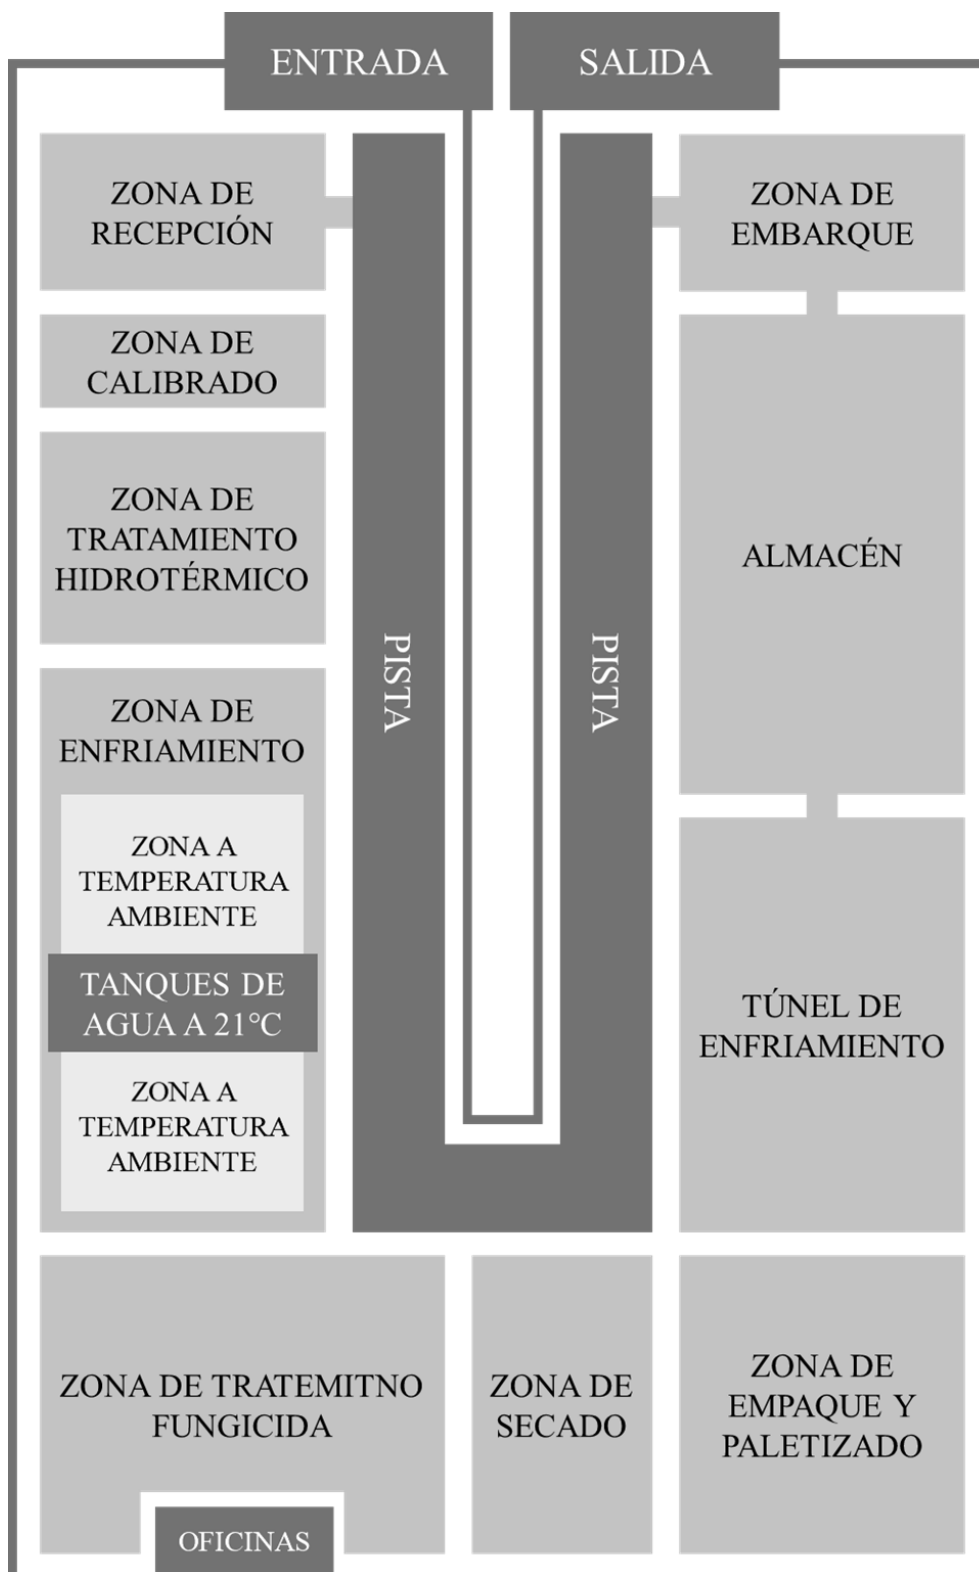 ENTRADA
SALIDA
ZONA DE
RECEPCIÓN
ZONA DE
CALIBRADO
ZONA DE
TRATAMIENTO
HIDROTÉRMICO
ZONA DE
ENFRIAMIENTO
ZONA A
TEMPERATURA
AMBIENTE
TANQUES DE
AGUA A 21°C
ZONA A
TEMPERATURA
AMBIENTE
PISTA
PISTA
ZONA DE
EMBARQUE
ALMACÉN
TÚNEL DE
ENFRIAMIENTO
ZONA DE TRATEMITNO
FUNGICIDA
OFICINAS
ZONA DE
SECADO
ZONA DE
EMPAQUE Y
PALETIZADO